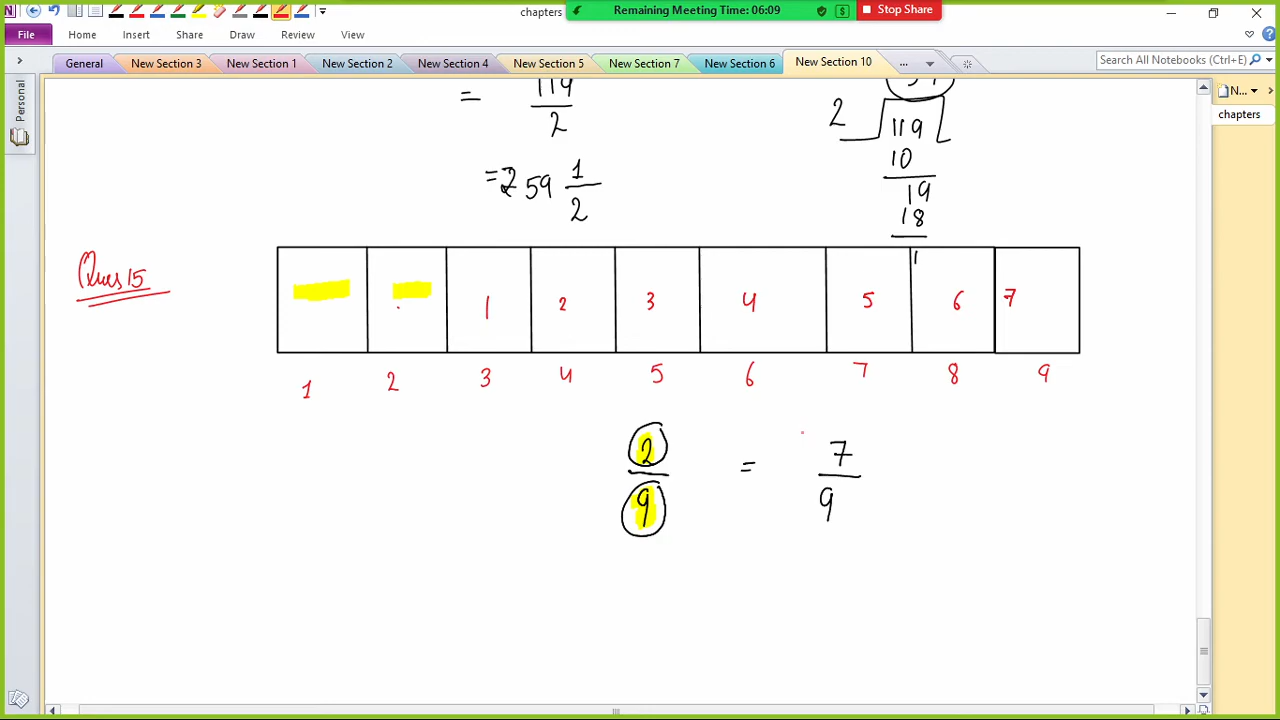 chapters
Remaining Meeting Time: 06:09
$
Stop Share
File Home Insert Share Draw Review View
General New Section 3 New Section 1 New Section 2 New Section 4 New Section 5 New Section 7 New Section 6 New Section 10 ...
Search All Notebooks (Ctrl+E)
Personal
N...
chapters
= 119
2
= 59 1
2
2 119
10
19
18
1
Ques 15
1 2 3 4 5 6 7
1 2 3 4 5 6 7 8 9
2 = 7
9 9